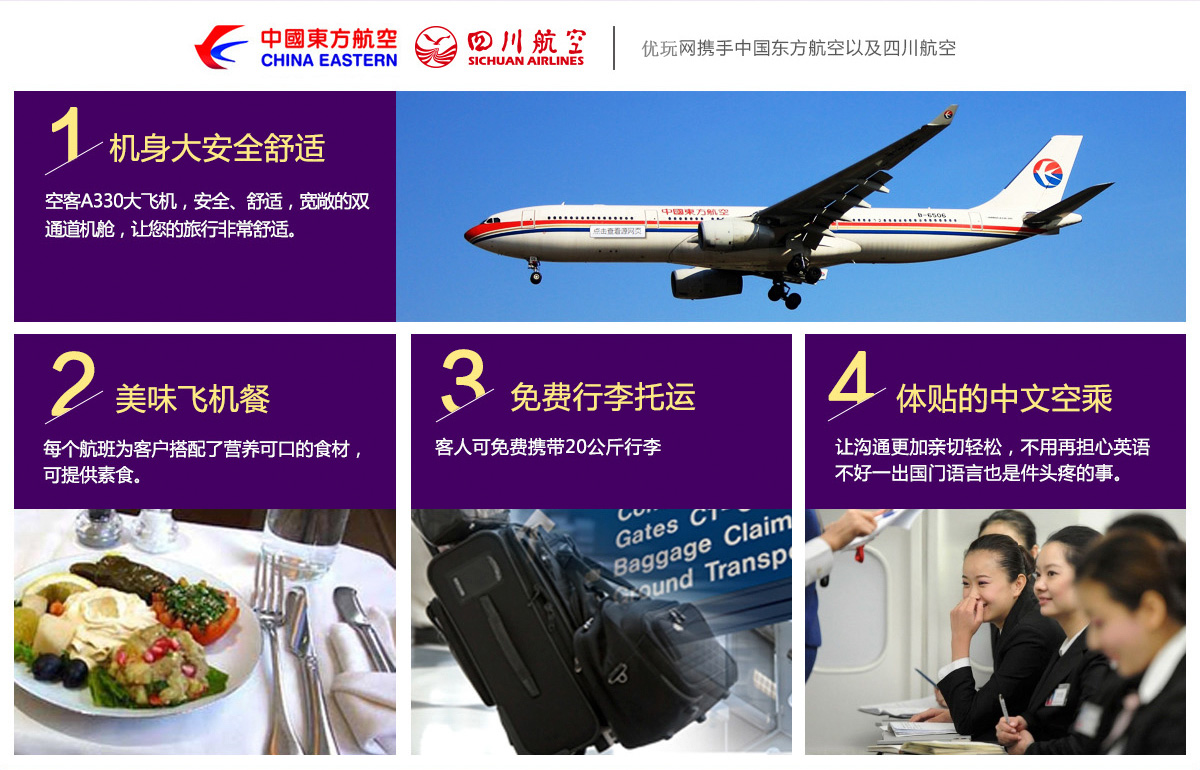 中國東方航空
CHINA EASTERN
四川航空
SICHUAN AIRLINES
优玩网携手中国东方航空以及四川航空
1 机身大安全舒适
空客A330大飞机，安全、舒适，宽敞的双
通道机舱，让您的旅行非常舒适。
中國東方航空
B-6506
点击查看源网页
2 美味飞机餐
每个航班为客户搭配了营养可口的食材，
可提供素食。
3 免费行李托运
客人可免费携带20公斤行李
Gates
Baggage Claim
Ground Transpo
4 体贴的中文空乘
让沟通更加亲切轻松，不用再担心英语
不好一出国门语言也是件头疼的事。